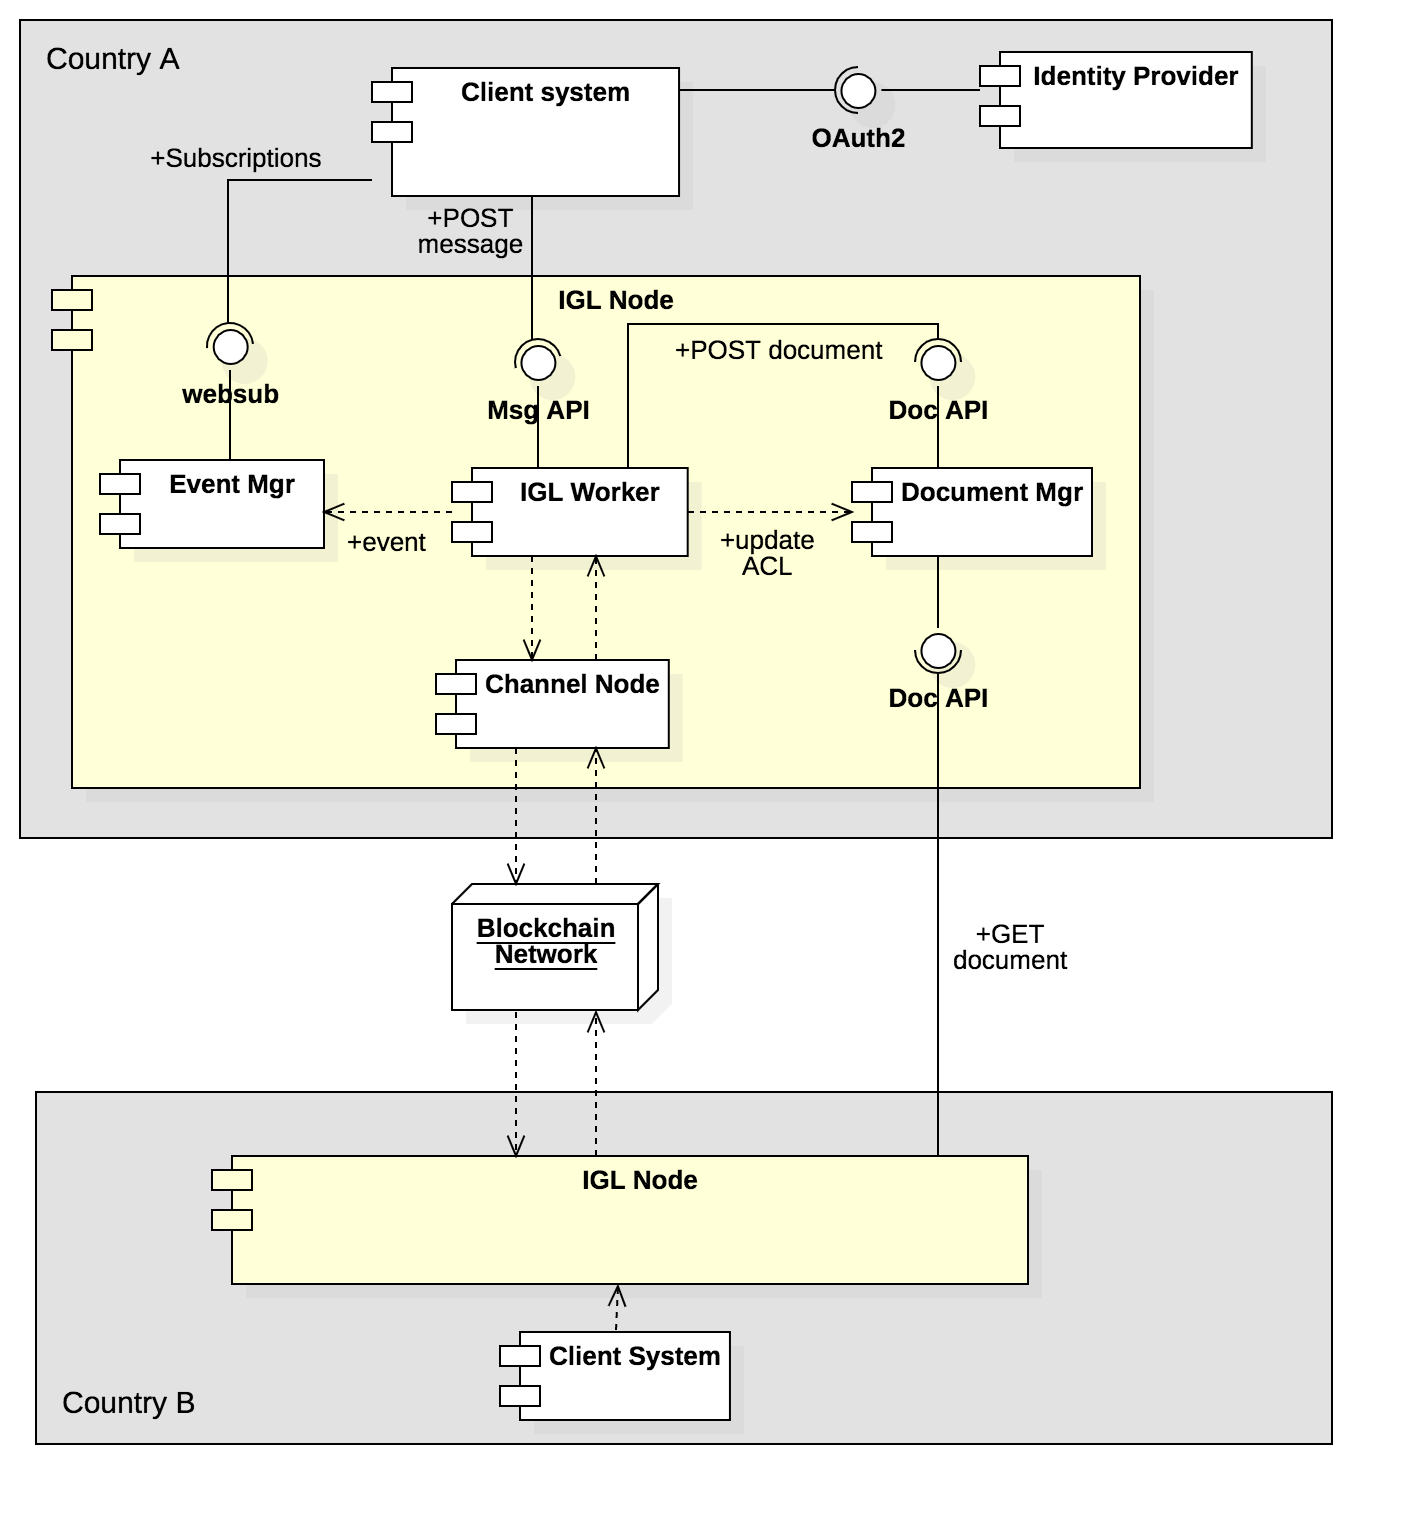 Country A
Client system
Identity Provider
OAuth2
+Subscriptions
+POST
message
IGL Node
+POST document
websub
Msg API
Doc API
Event Mgr
IGL Worker
Document Mgr
+event
+update
ACL
Channel Node
Doc API
Blockchain
Network
+GET
document
IGL Node
Client System
Country B